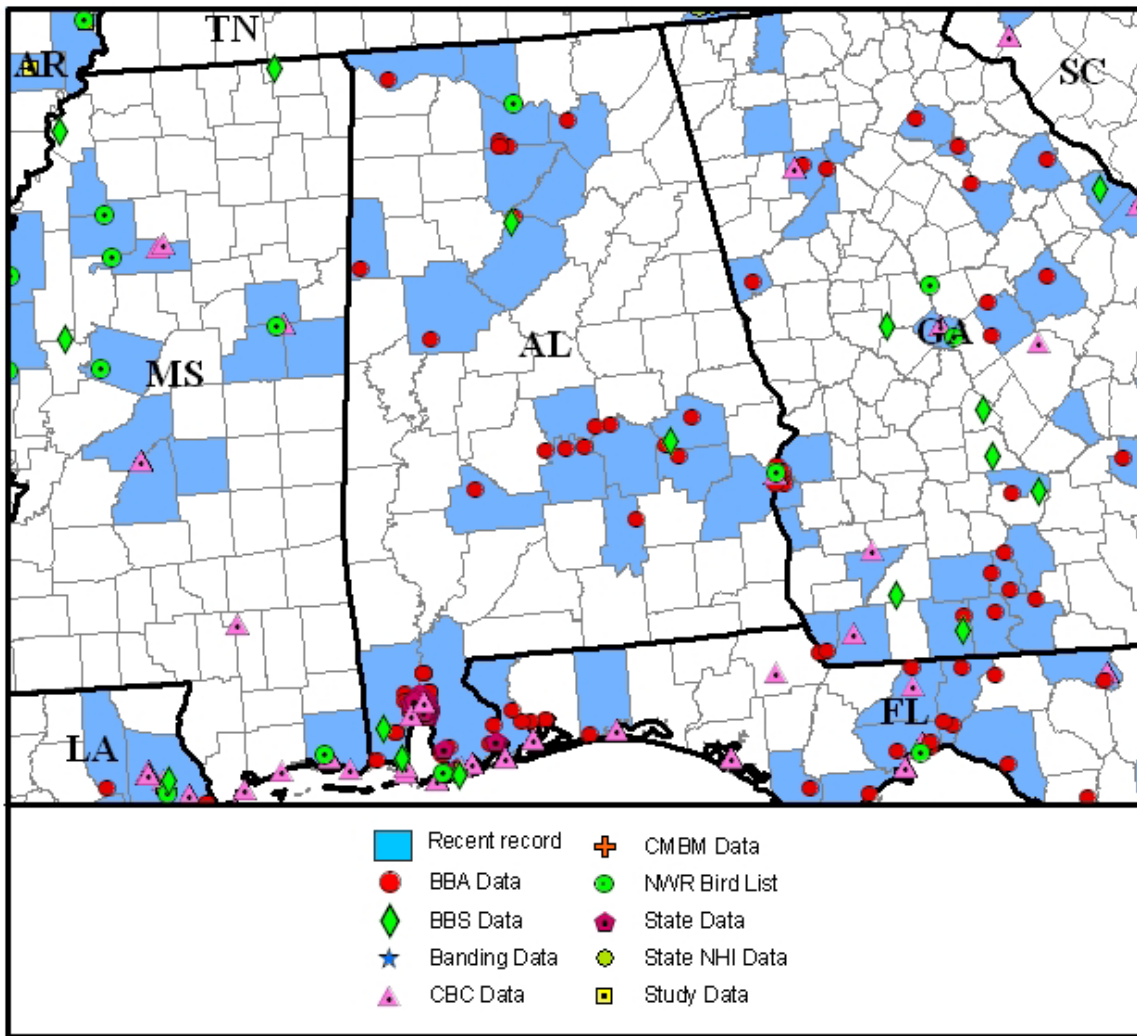 TN
AR
SC
AL
GA
MS
FL
LA
Recent record
CMBM Data
BBA Data
NWR Bird List
BBS Data
State Data
Banding Data
State NHI Data
CBC Data
Study Data